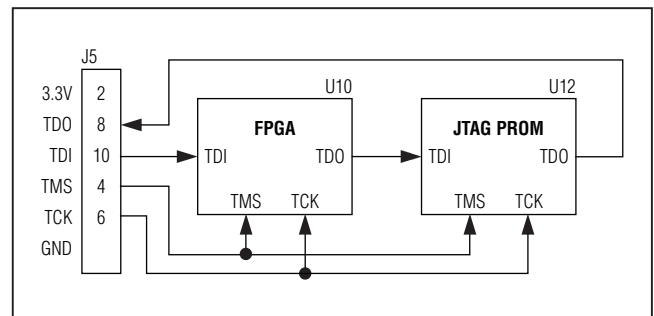 J5
3.3V 2
TDO 8
TDI 10
TMS 4
TCK 6
GND
U10
FPGA
TDI TDO
TMS TCK
U12
JTAG PROM
TDI TDO
TMS TCK